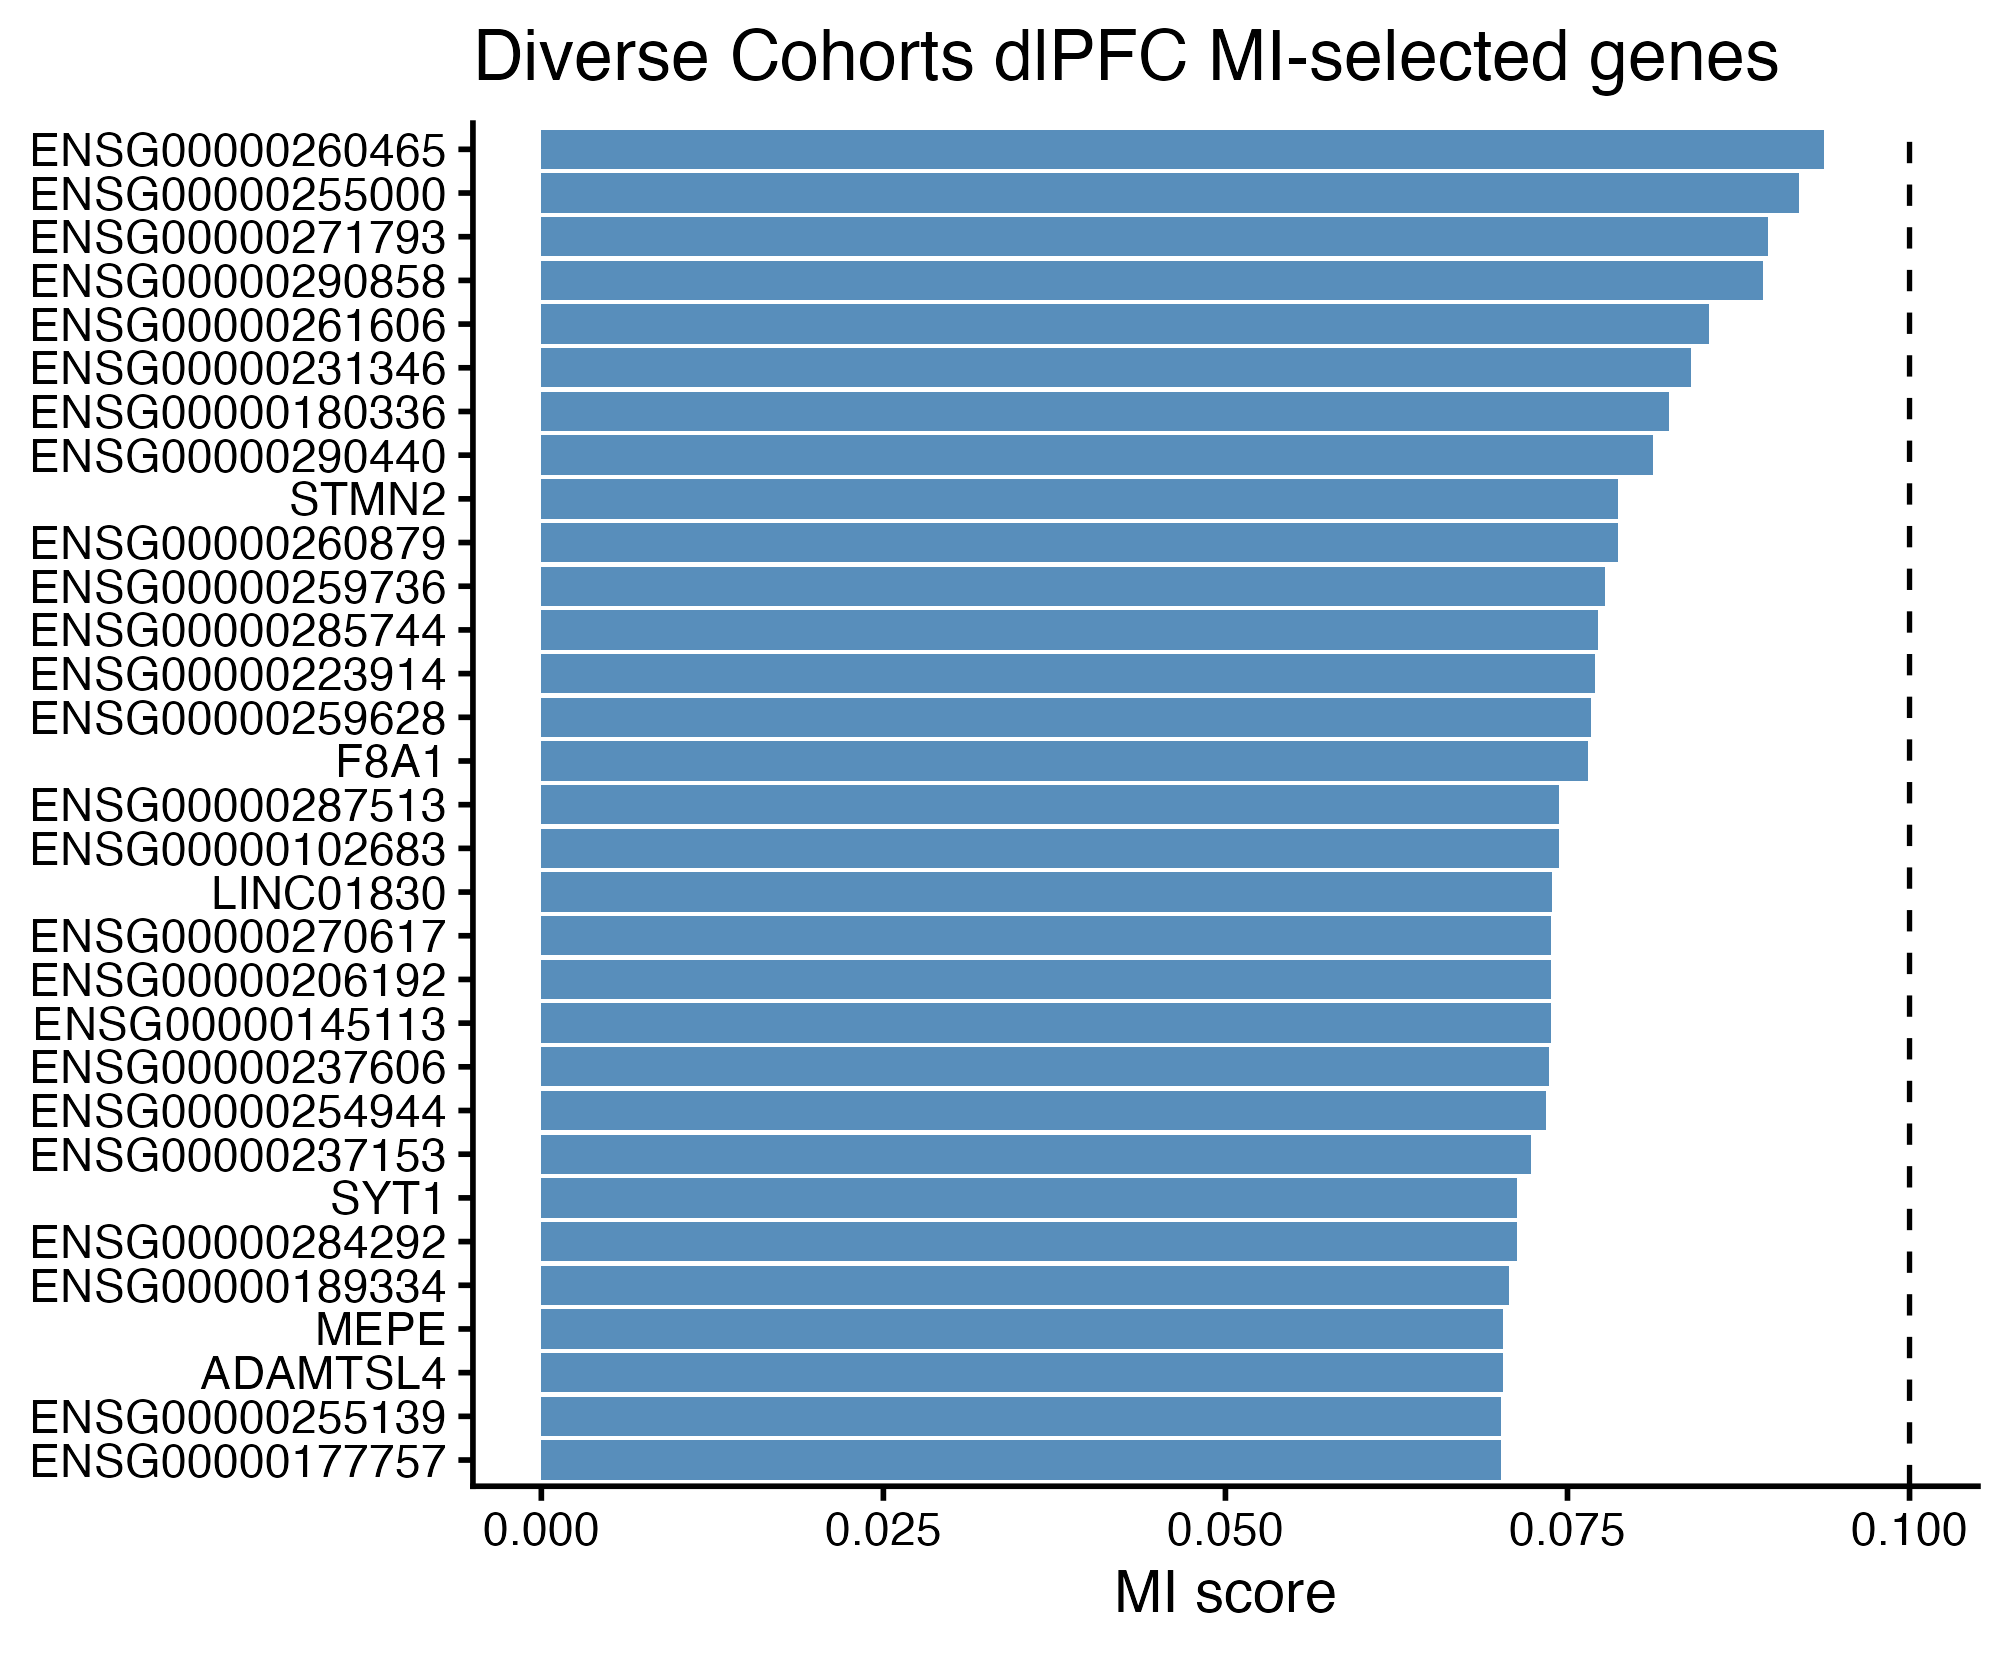 Diverse Cohorts dlPFC MI-selected genes
ENSG00000260465
ENSG00000255000
ENSG00000271793
ENSG00000290858
ENSG00000261606
ENSG00000231346
ENSG00000180336
ENSG00000290440
STMN2
ENSG00000260879
ENSG00000259736
ENSG00000285744
ENSG00000223914
ENSG00000259628
F8A1
ENSG00000287513
ENSG00000102683
LINC01830
ENSG00000270617
ENSG00000206192
ENSG00000145113
ENSG00000237606
ENSG00000254944
ENSG00000237153
SYT1
ENSG00000284292
ENSG00000189334
MEPE
ADAMTSL4
ENSG00000255139
ENSG00000177757
0.000 0.025 0.050 0.075 0.100
MI score